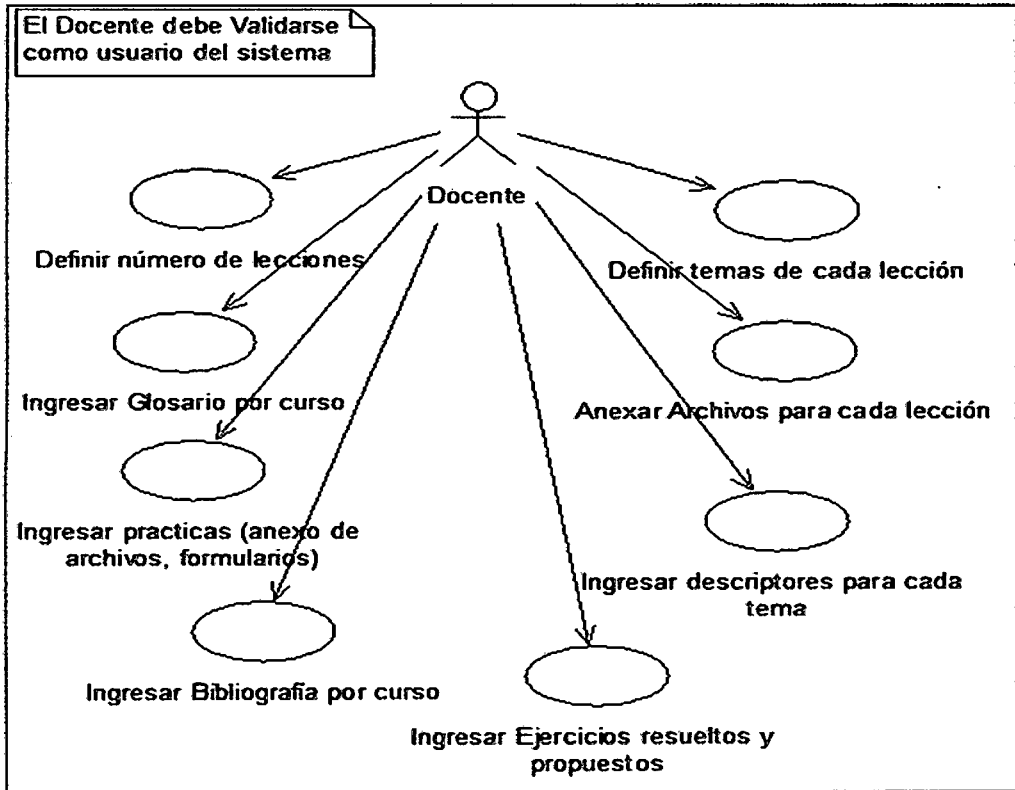 El Docente debe Validarse
como usuario del sistema
Docente
Definir número de lecciones
Definir temas de cada lección
Ingresar Glosario por curso
Anexar Archivos para cada lección
Ingresar practicas (anexo de
archivos, formularios)
Ingresar descriptores para cada
tema
Ingresar Bibliografía por curso
Ingresar Ejercicios resueltos y
propuestos